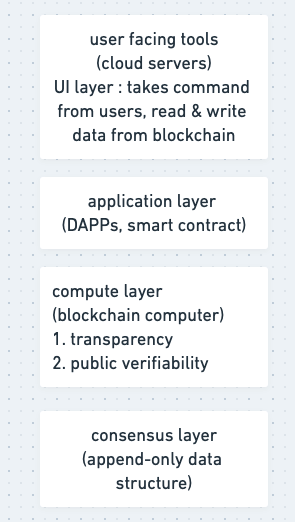 user facing tools
(cloud servers)
UI layer : takes command
from users, read & write
data from blockchain
application layer
(DAPPs, smart contract)
compute layer
(blockchain computer)
1. transparency
2. public verifiability
consensus layer
(append-only data
structure)